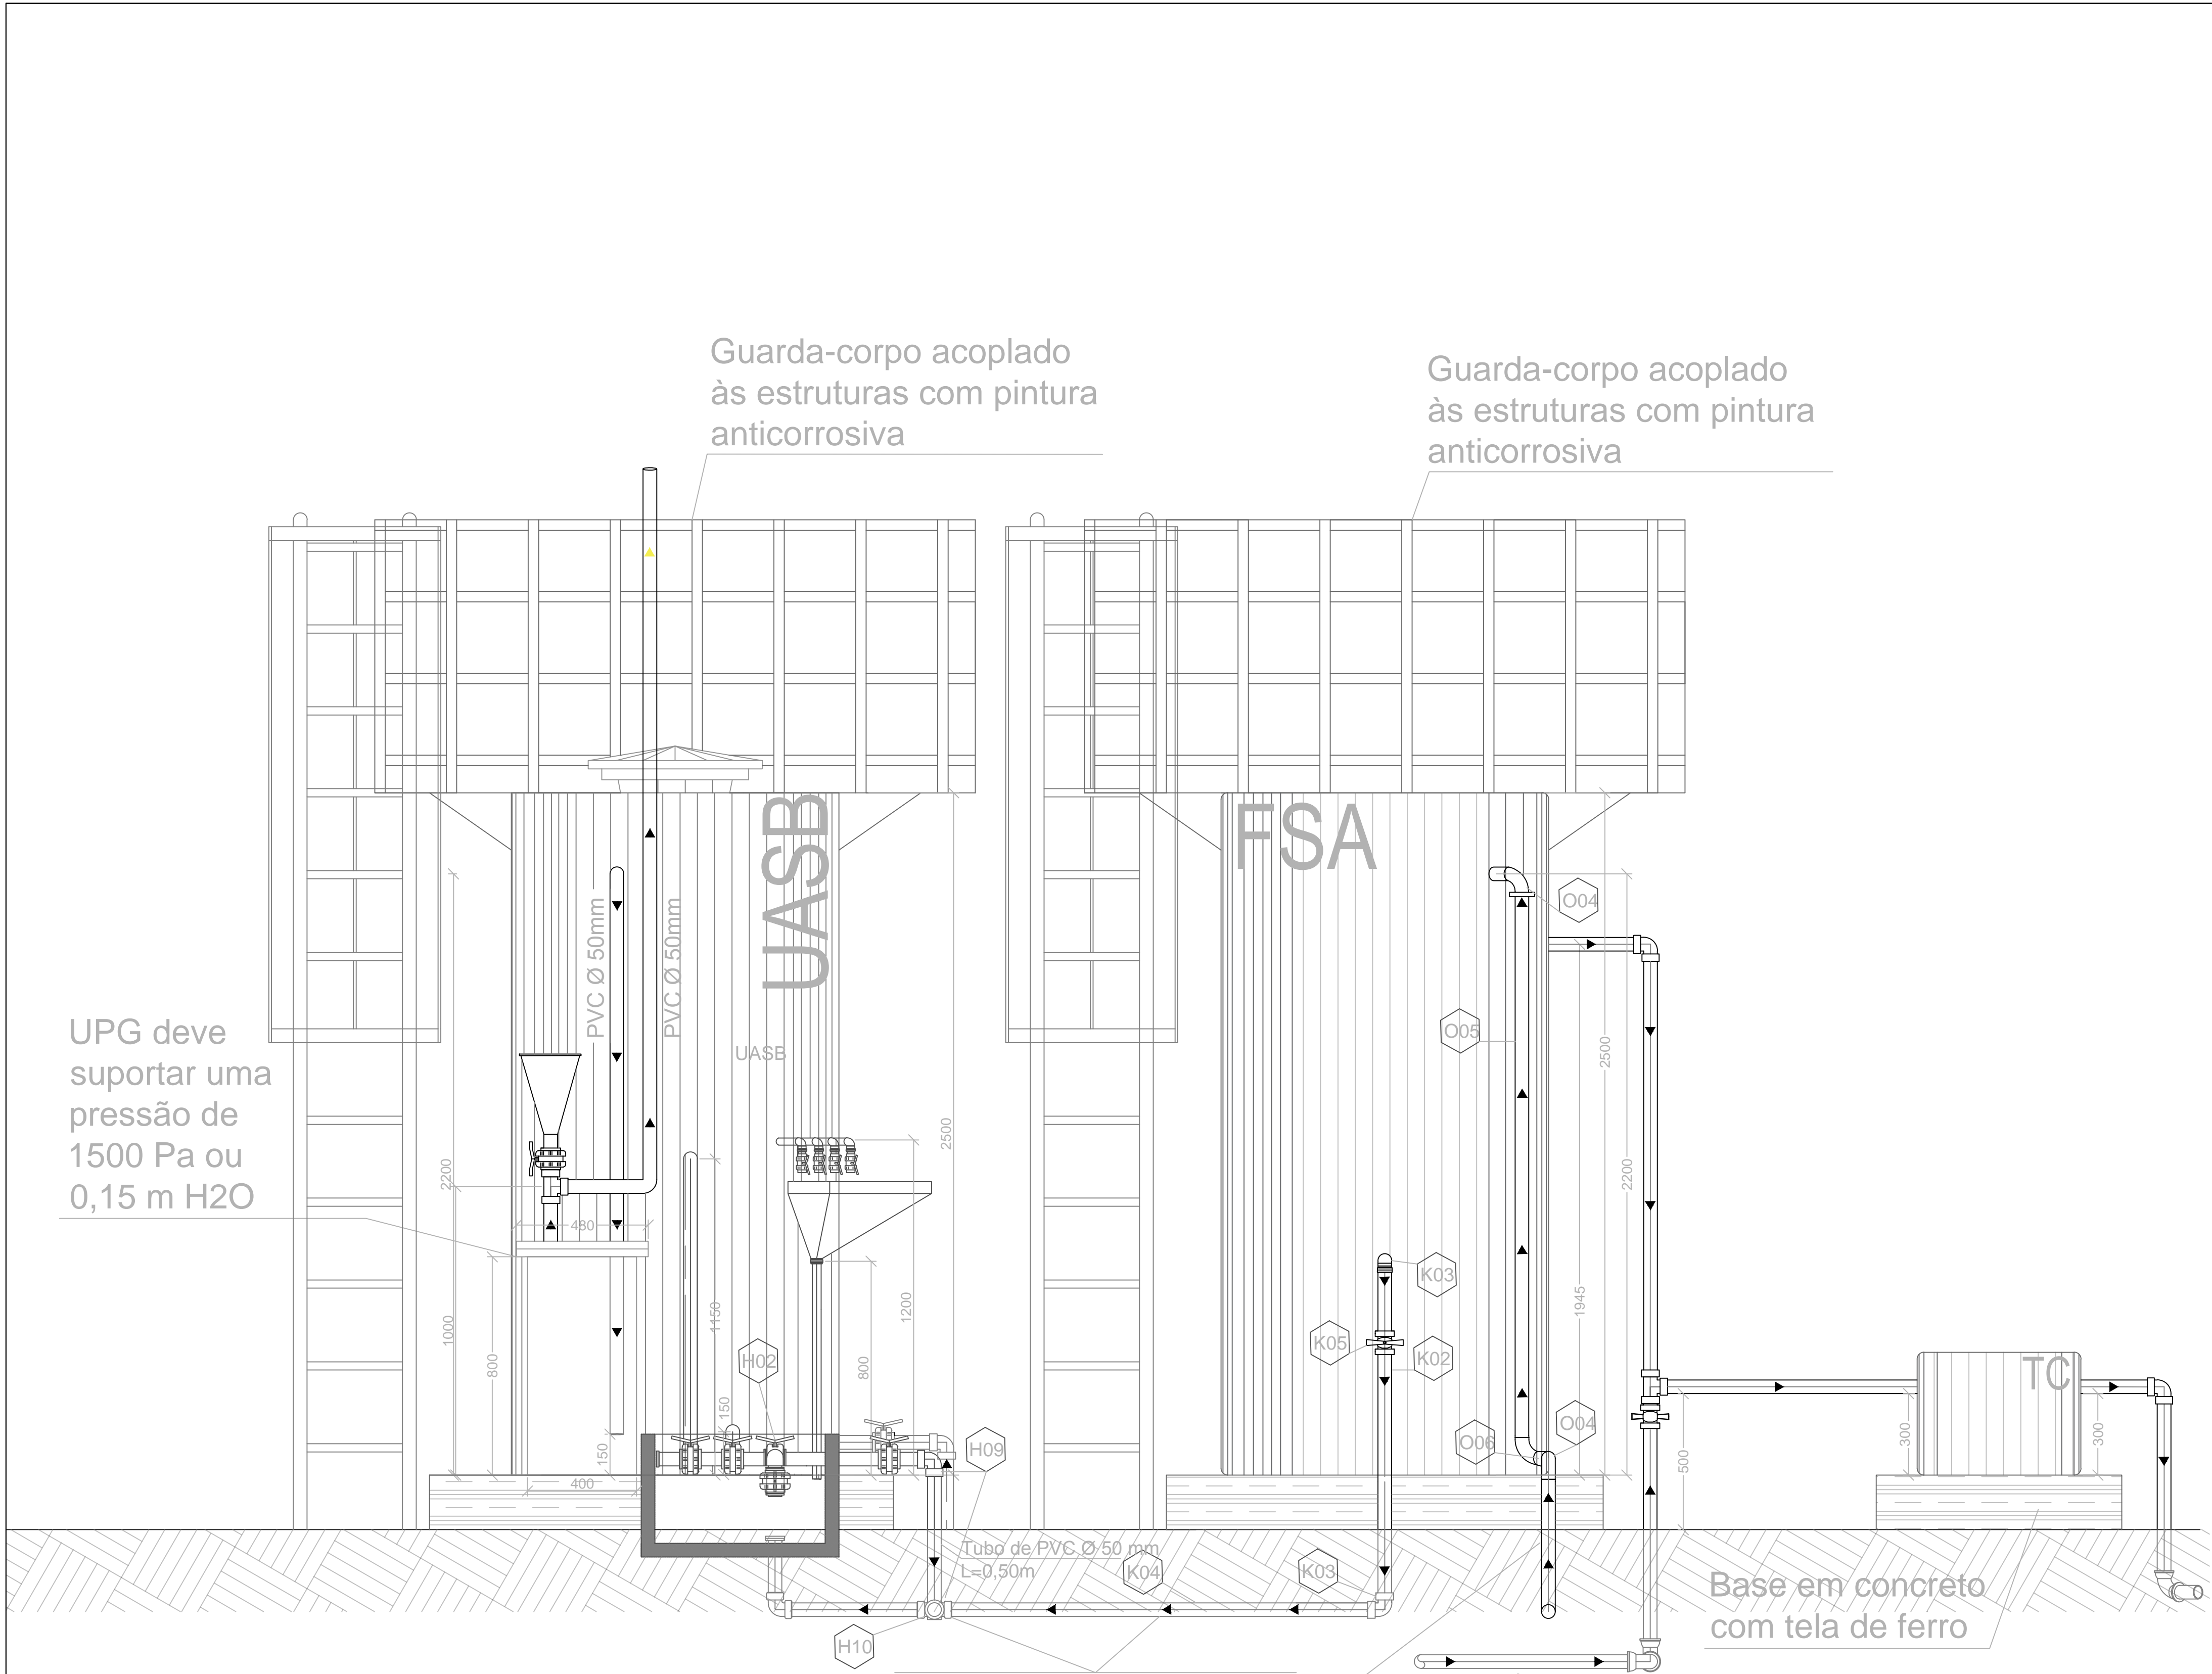 Guarda-corpo acoplado
às estruturas com pintura
anticorrosiva
Guarda-corpo acoplado
às estruturas com pintura
anticorrosiva
UPG deve
suportar uma
pressão de
1500 Pa ou
0,15 m H2O
PVC Ø 50mm
PVC Ø 50mm
UASB
UASB
2200
1000
800
480
150
400
1150
150
H02
800
1200
2500
H09
Tubo de PVC Ø 50 mm
L=0,50m
H10
K04
K03
FSA
O04
O05
K03
K05
K02
O06
O04
1945
2500
2200
500
TC
300
300
Base em concreto
com tela de ferro